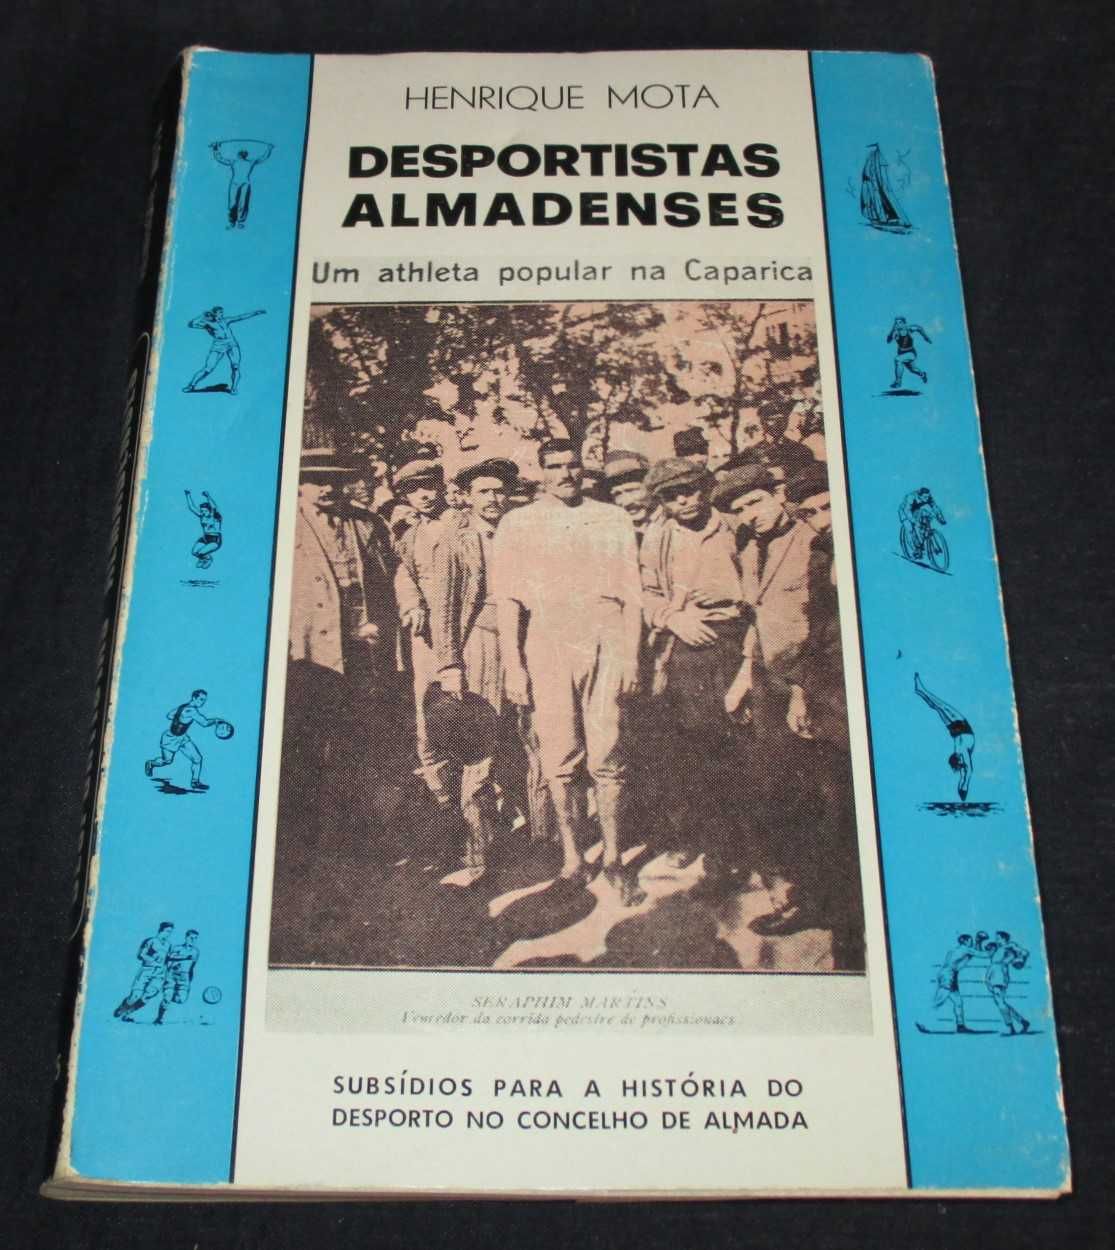 HENRIQUE MOTA
DESPORTISTAS
ALMADENSES
Um athleta popular na Caparica
SERAPHIM MARTINS
Vencedor da corrida pedestre de profissionaes
SUBSÍDIOS PARA A HISTÓRIA DO
DESPORTO NO CONCELHO DE ALMADA